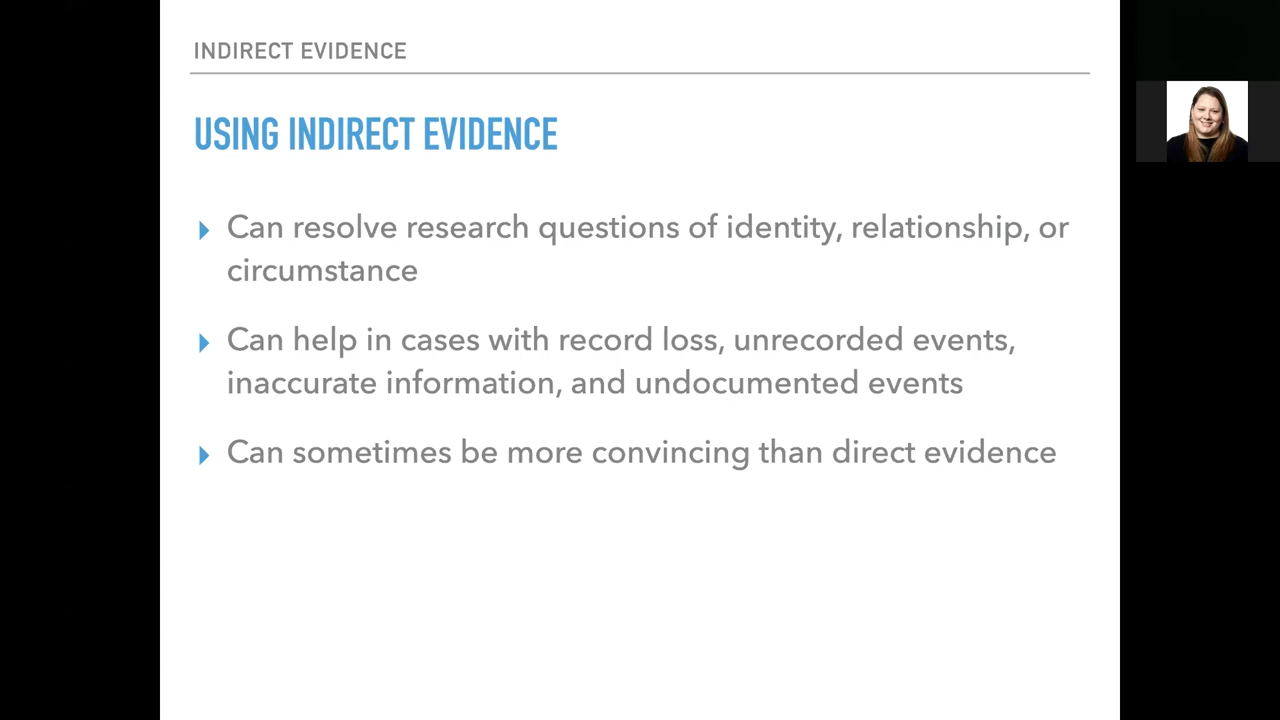 INDIRECT EVIDENCE
USING INDIRECT EVIDENCE
Can resolve research questions of identity, relationship, or
circumstance
Can help in cases with record loss, unrecorded events,
inaccurate information, and undocumented events
Can sometimes be more convincing than direct evidence